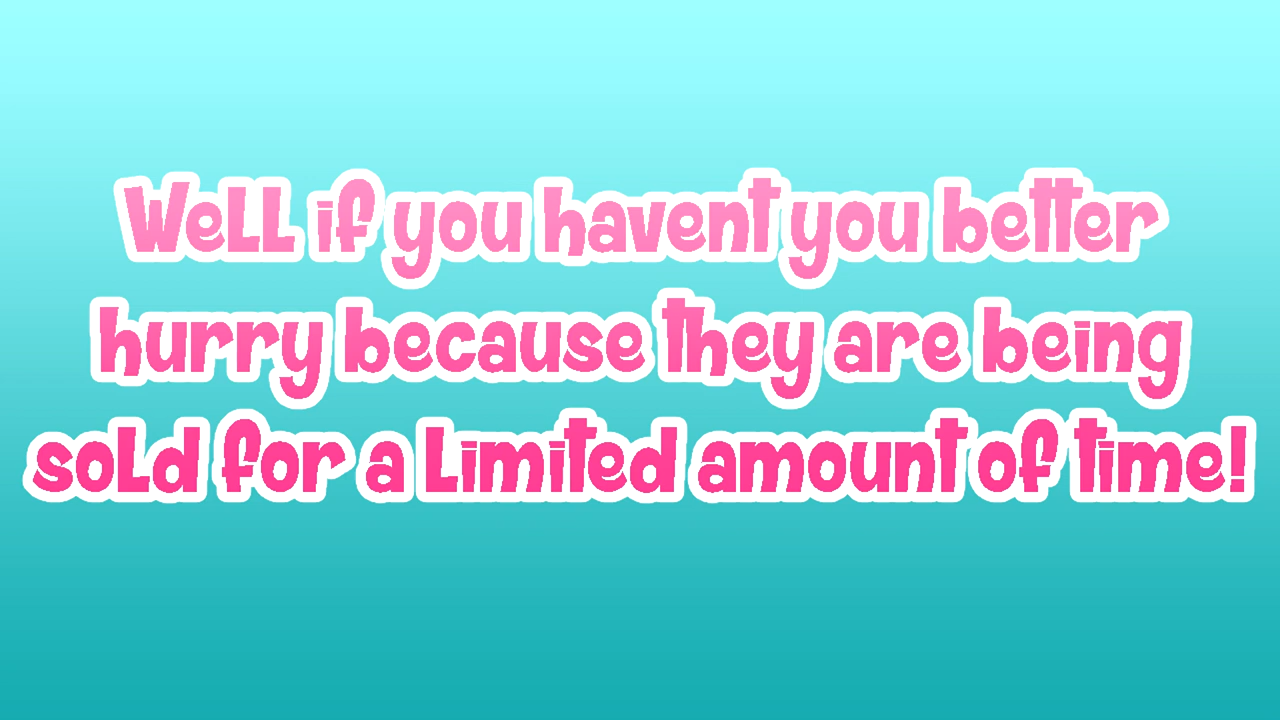 Well if you havent you better
hurry because they are being
sold for a limited amount of time!